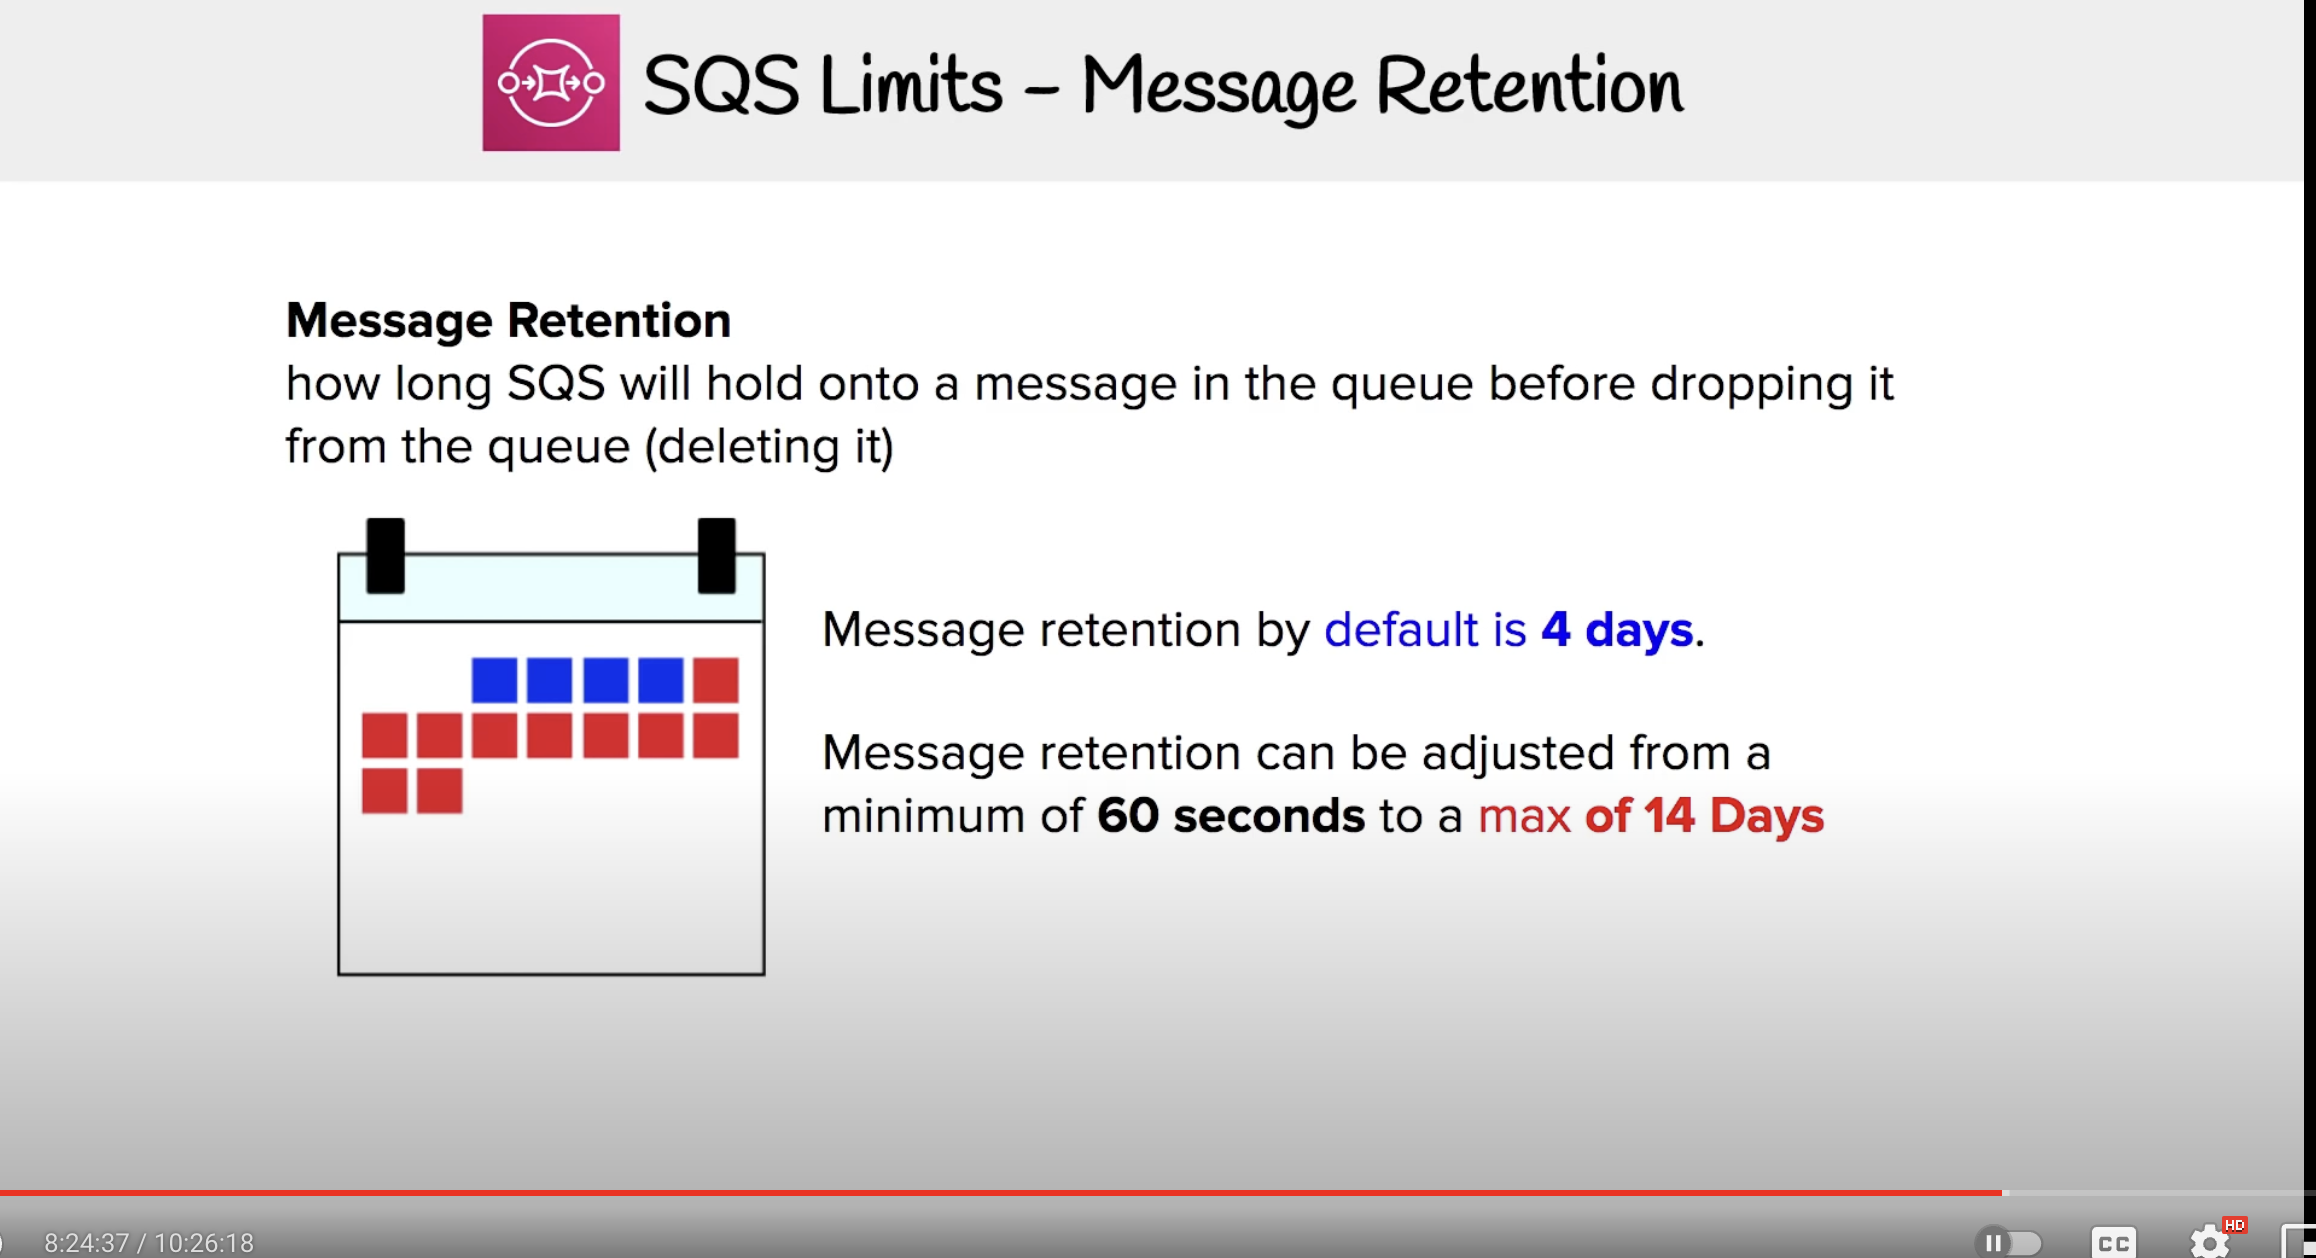 SQS Limits – Message Retention
Message Retention
how long SQS will hold onto a message in the queue before dropping it
from the queue (deleting it)
Message retention by default is 4 days.
Message retention can be adjusted from a
minimum of 60 seconds to a max of 14 Days
8:24:37 / 10:26:18
CC
HD